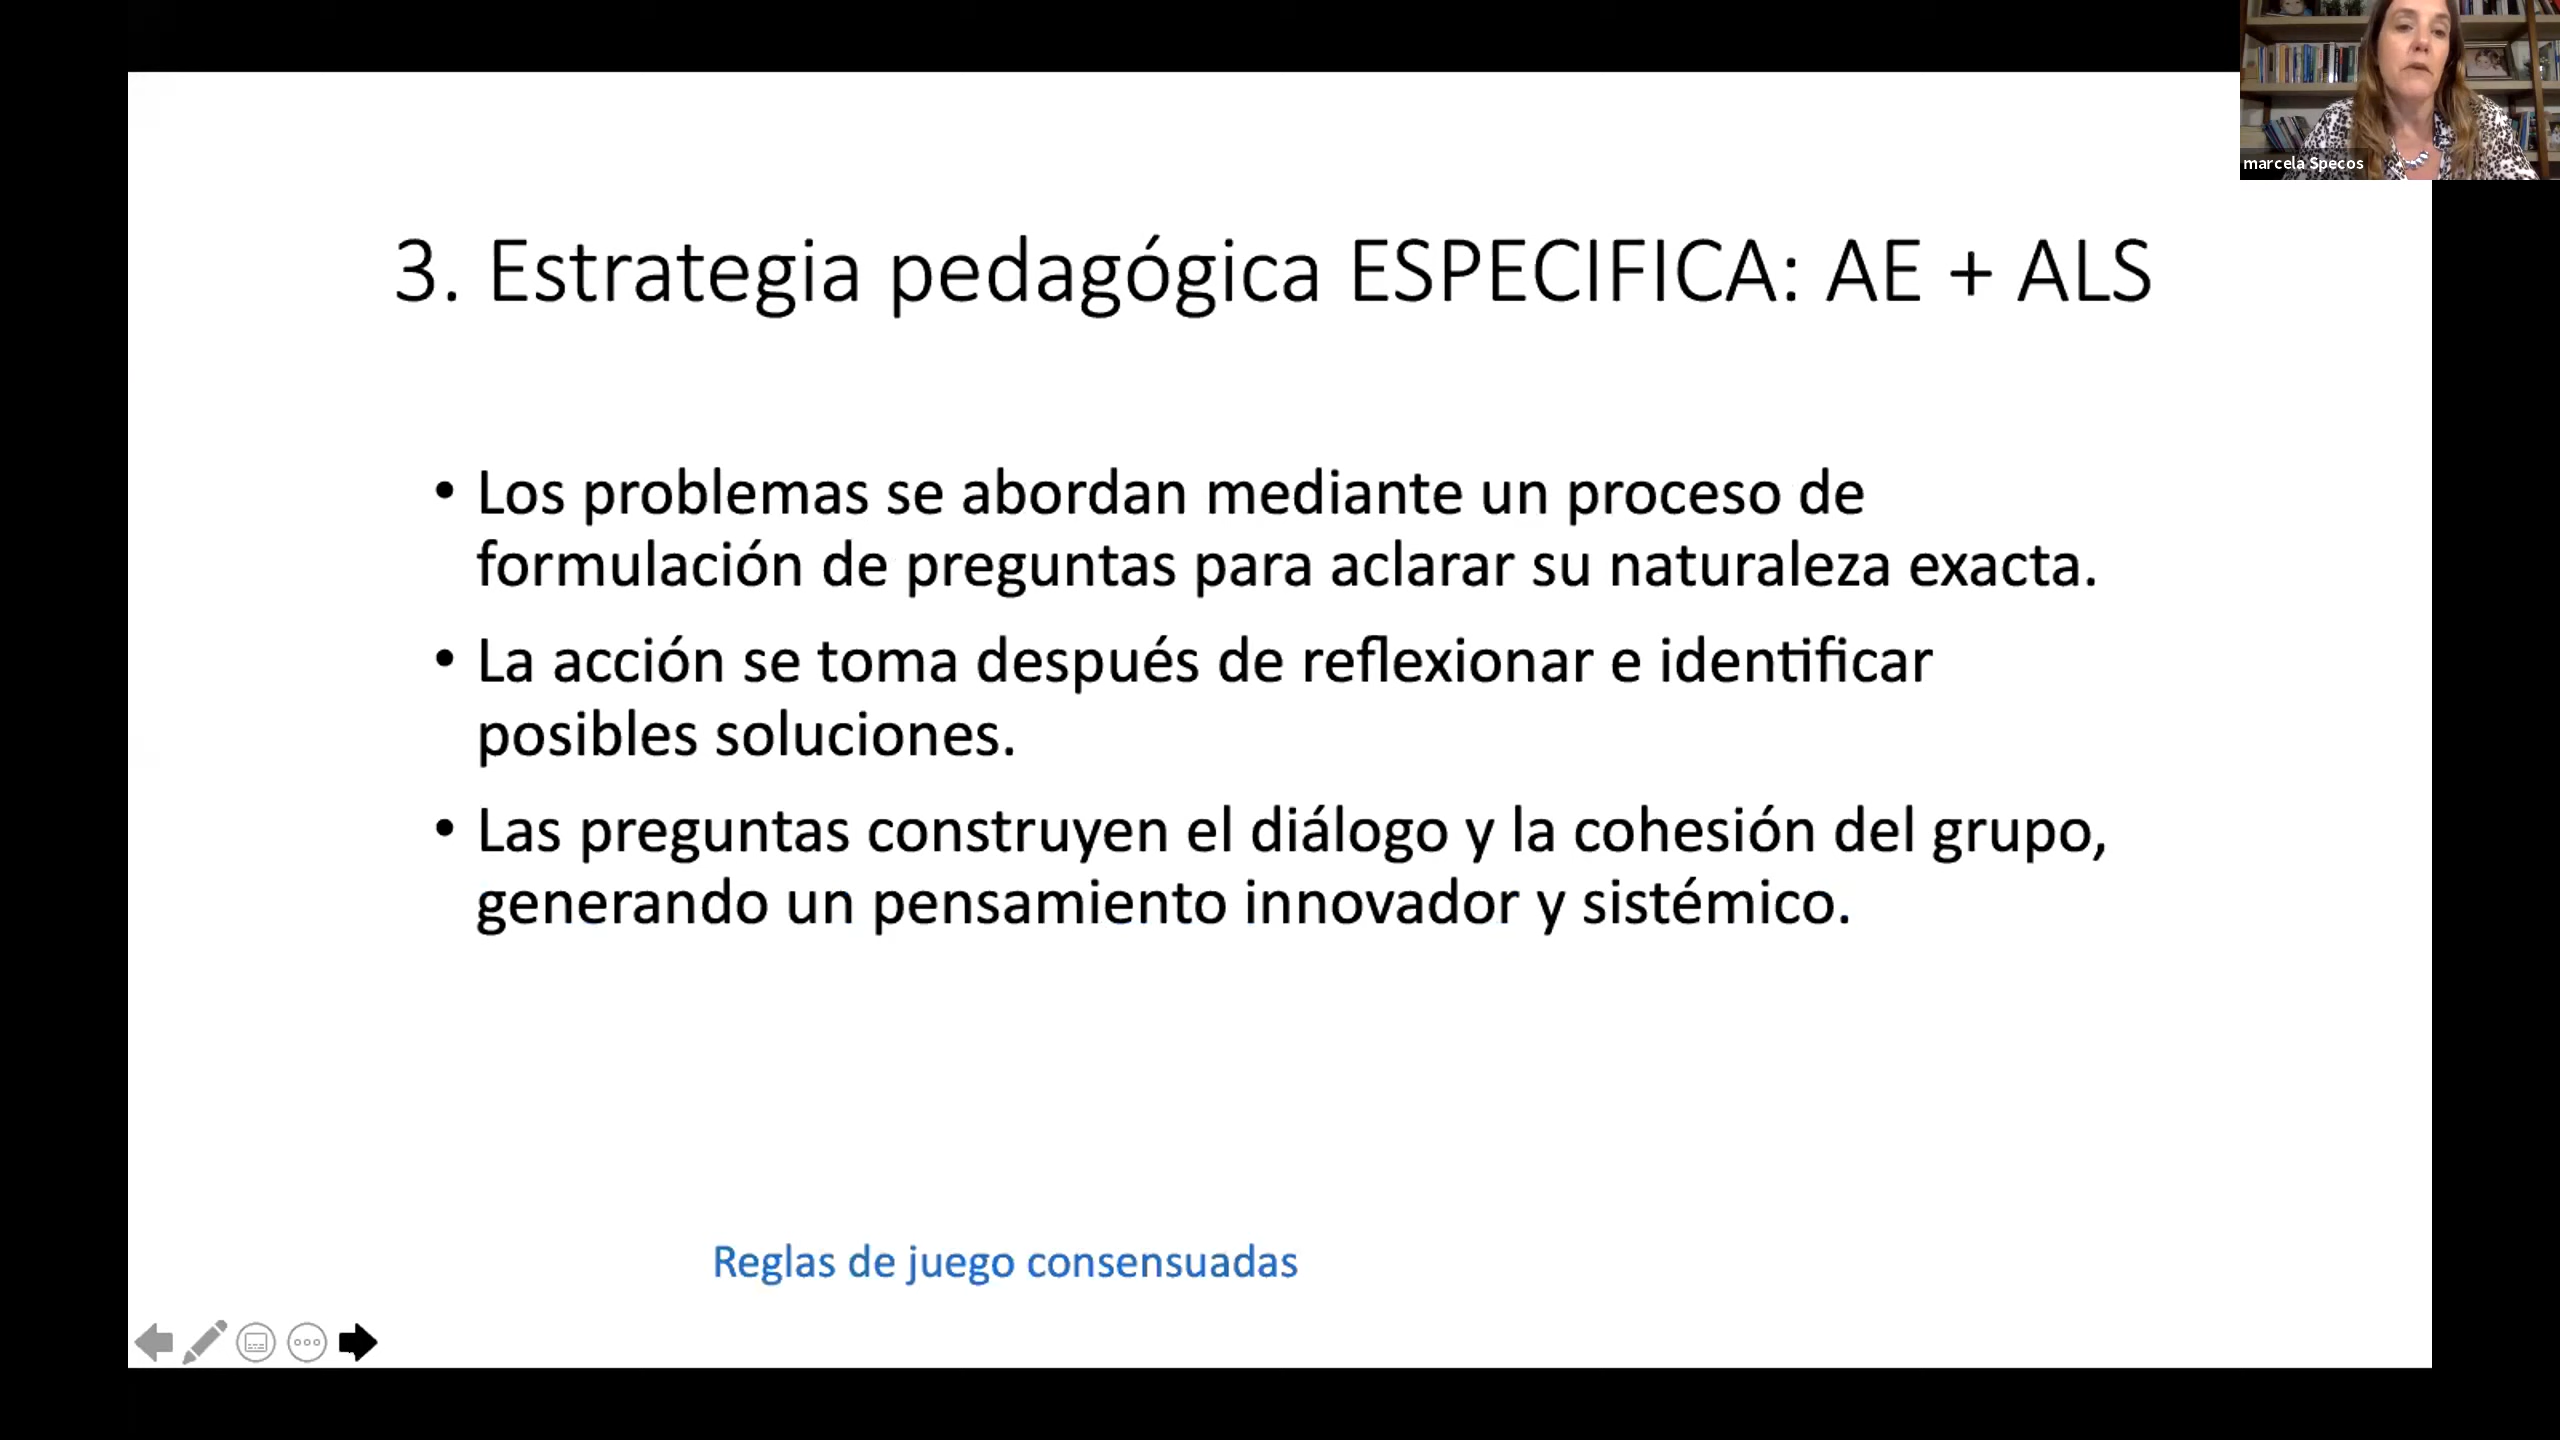 marcela Specos
3. Estrategia pedagógica ESPECIFICA: AE + ALS
• Los problemas se abordan mediante un proceso de
formulación de preguntas para aclarar su naturaleza exacta.
• La acción se toma después de reflexionar e identificar
posibles soluciones.
• Las preguntas construyen el diálogo y la cohesión del grupo,
generando un pensamiento innovador y sistémico.
Reglas de juego consensuadas